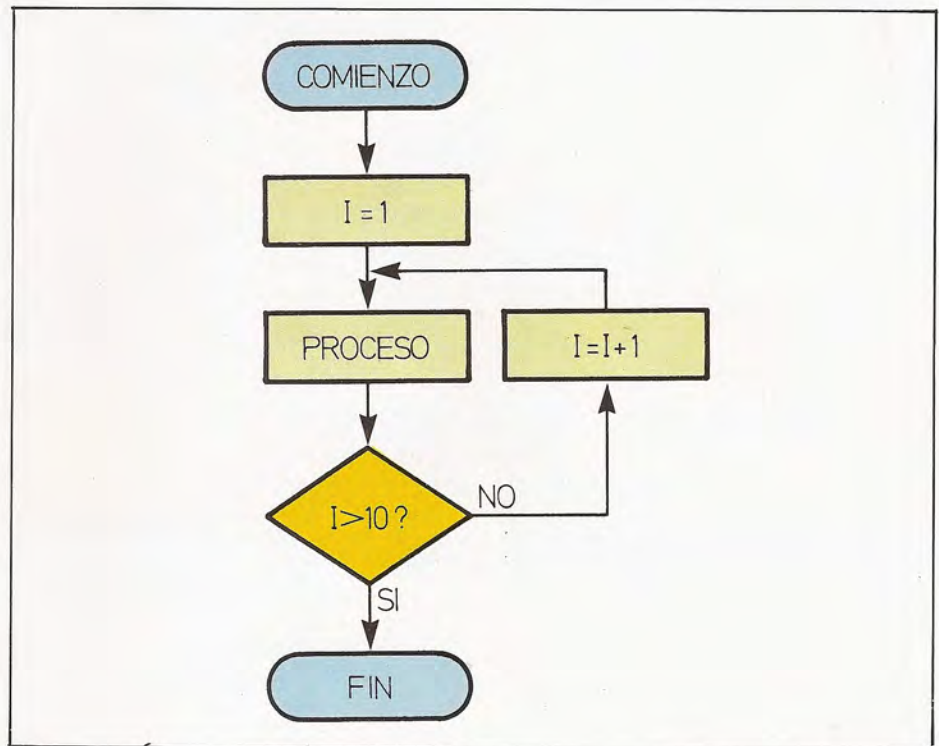 COMIENZO
I = 1
PROCESO
I=I+1
I>10?
NO
SI
FIN